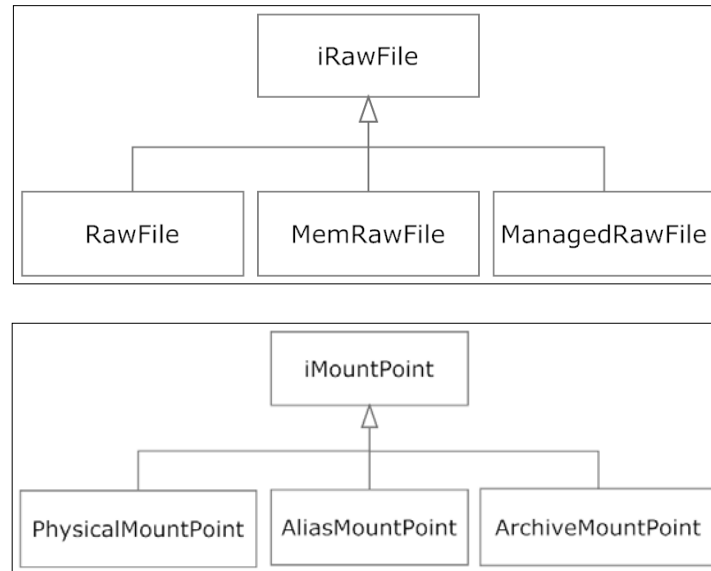 iRawFile
RawFile MemRawFile ManagedRawFile
iMountPoint
PhysicalMountPoint AliasMountPoint ArchiveMountPoint